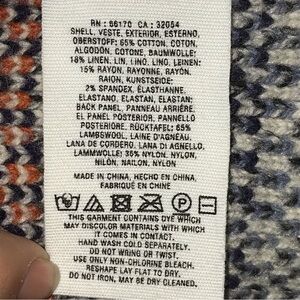 RN : 66170 CA : 32054
SHELL, VESTE, EXTERIOR, ESTERNO,
OBERSTOFF: 65% COTTON, COTON,
ALGODÓN, COTONE, BAUMWOLLE:
18% LINEN, LIN, LINO, LINO, LEINEN:
15% RAYON, RAYONNE, RAYÓN,
RAION, KUNSTSEIDE:
2% SPANDEX, ÉLASTHANNE,
ELASTANO, ELASTAN, ELASTAN:
BACK PANEL, PANNEAU ARRIÈRE,
EL PANEL POSTERIOR, PANNELLO
POSTERIORE, RÜCKTAFEL: 65%
LAMBSWOOL, LAINE D'AGNEAU,
LANA DE CORDERO, LANA DI AGNELLO,
LAMMWOLLE: 35% NYLON, NYLON,
NILÓN, NAILON, NYLON
MADE IN CHINA, HECHO EN CHINA,
FABRIQUÉ EN CHINE
P
THIS GARMENT CONTAINS DYE WHICH
MAY DISCOLOR MATERIALS WITH WHICH
IT COMES IN CONTACT.
HAND WASH COLD SEPARATELY.
DO NOT WRING OR TWIST.
USE ONLY NON-CHLORINE BLEACH.
RESHAPE LAY FLAT TO DRY.
DO NOT IRON, MAY BE DRY CLEANED.